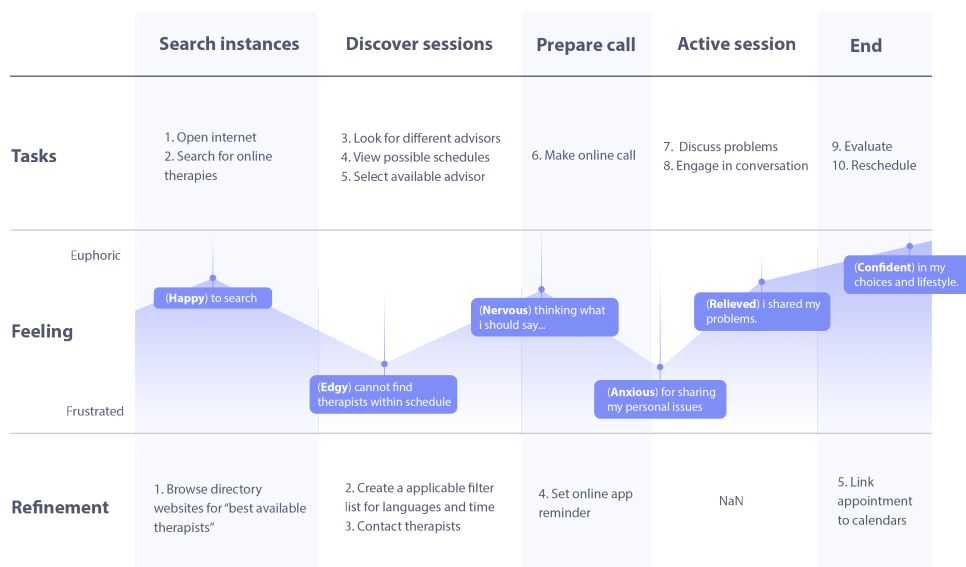 Search instances
Discover sessions
Prepare call
Active session
End
Tasks
1. Open internet
2. Search for online
therapies
3. Look for different advisors
4. View possible schedules
5. Select available advisor
6. Make online call
7. Discuss problems
8. Engage in conversation
9. Evaluate
10. Reschedule
Feeling
Euphoric
Frustrated
(Happy) to search
(Edgy) cannot find
therapists within schedule
(Nervous) thinking what
i should say...
(Anxious) for sharing
my personal issues
(Relieved) i shared my
problems.
(Confident) in my
choices and lifestyle.
Refinement
1. Browse directory
websites for "best available
therapists"
2. Create a applicable filter
list for languages and time
3. Contact therapists
4. Set online app
reminder
NaN
5. Link
appointment
to calendars